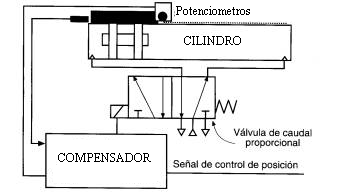 Potenciometros
CILINDRO
Válvula de caudal
proporcional
COMPENSADOR
Señal de control de posición